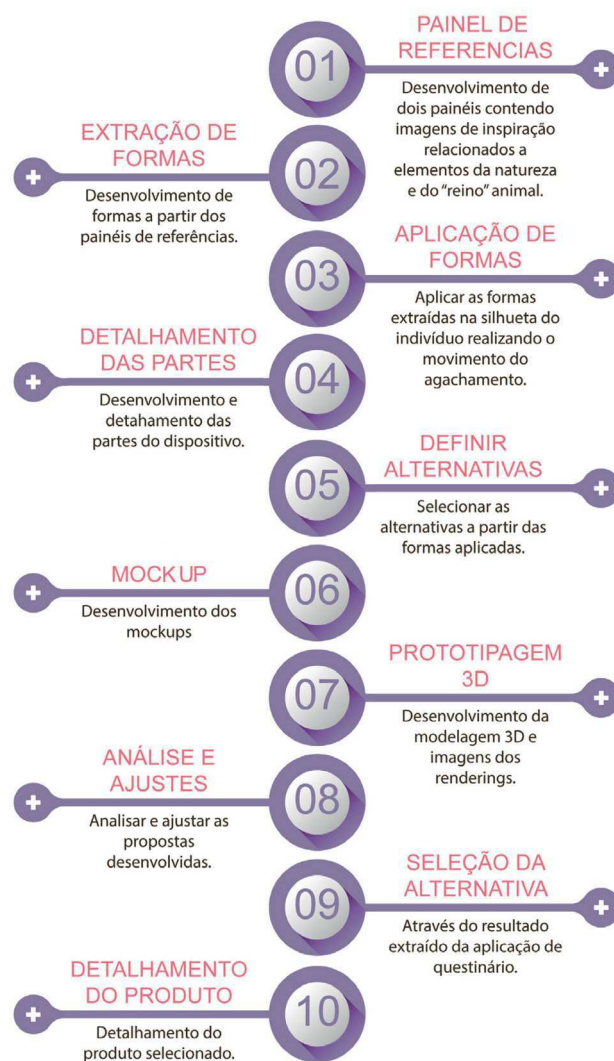 01
PAINEL DE
REFERENCIAS
Desenvolvimento de
dois painéis contendo
imagens de inspiração
relacionados a
elementos da natureza
e do "reino" animal.
02
EXTRAÇÃO DE
FORMAS
Desenvolvimento de
formas a partir dos
painéis de referências.
03
APLICAÇÃO DE
FORMAS
Aplicar as formas
extraídas na silhueta do
indivíduo realizando o
movimento do
agachamento.
04
DETALHAMENTO
DAS PARTES
Desenvolvimento e
detahamento das
partes do dispositivo.
05
DEFINIR
ALTERNATIVAS
Selecionar as
alternativas a partir das
formas aplicadas.
06
MOCKUP
Desenvolvimento dos
mockups
07
PROTOTIPAGEM
3D
Desenvolvimento da
modelagem 3D e
imagens dos
renderings.
08
ANÁLISE E
AJUSTES
Analisar e ajustar as
propostas
desenvolvidas.
09
SELEÇÃO DA
ALTERNATIVA
Através do resultado
extraído da aplicação de
questinário.
10
DETALHAMENTO
DO PRODUTO
Detalhamento do
produto selecionado.